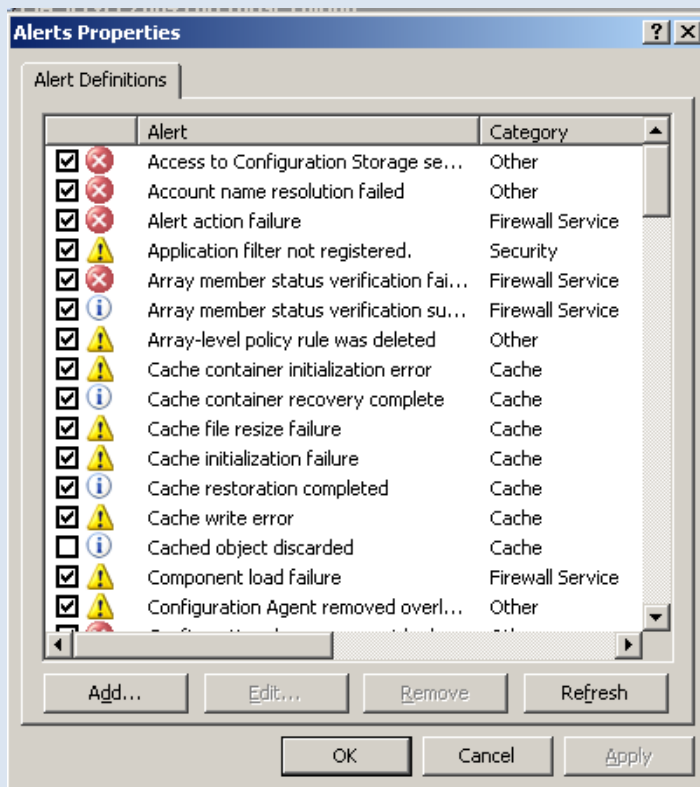 Alerts Properties
Alert Definitions
Alert Category
Access to Configuration Storage se... Other
Account name resolution failed Other
Alert action failure Firewall Service
Application filter not registered. Security
Array member status verification fai... Firewall Service
Array member status verification su... Firewall Service
Array-level policy rule was deleted Other
Cache container initialization error Cache
Cache container recovery complete Cache
Cache file resize failure Cache
Cache initialization failure Cache
Cache restoration completed Cache
Cache write error Cache
Cached object discarded Cache
Component load failure Firewall Service
Configuration Agent removed overl... Other
Add... Edit... Remove Refresh
OK Cancel Apply